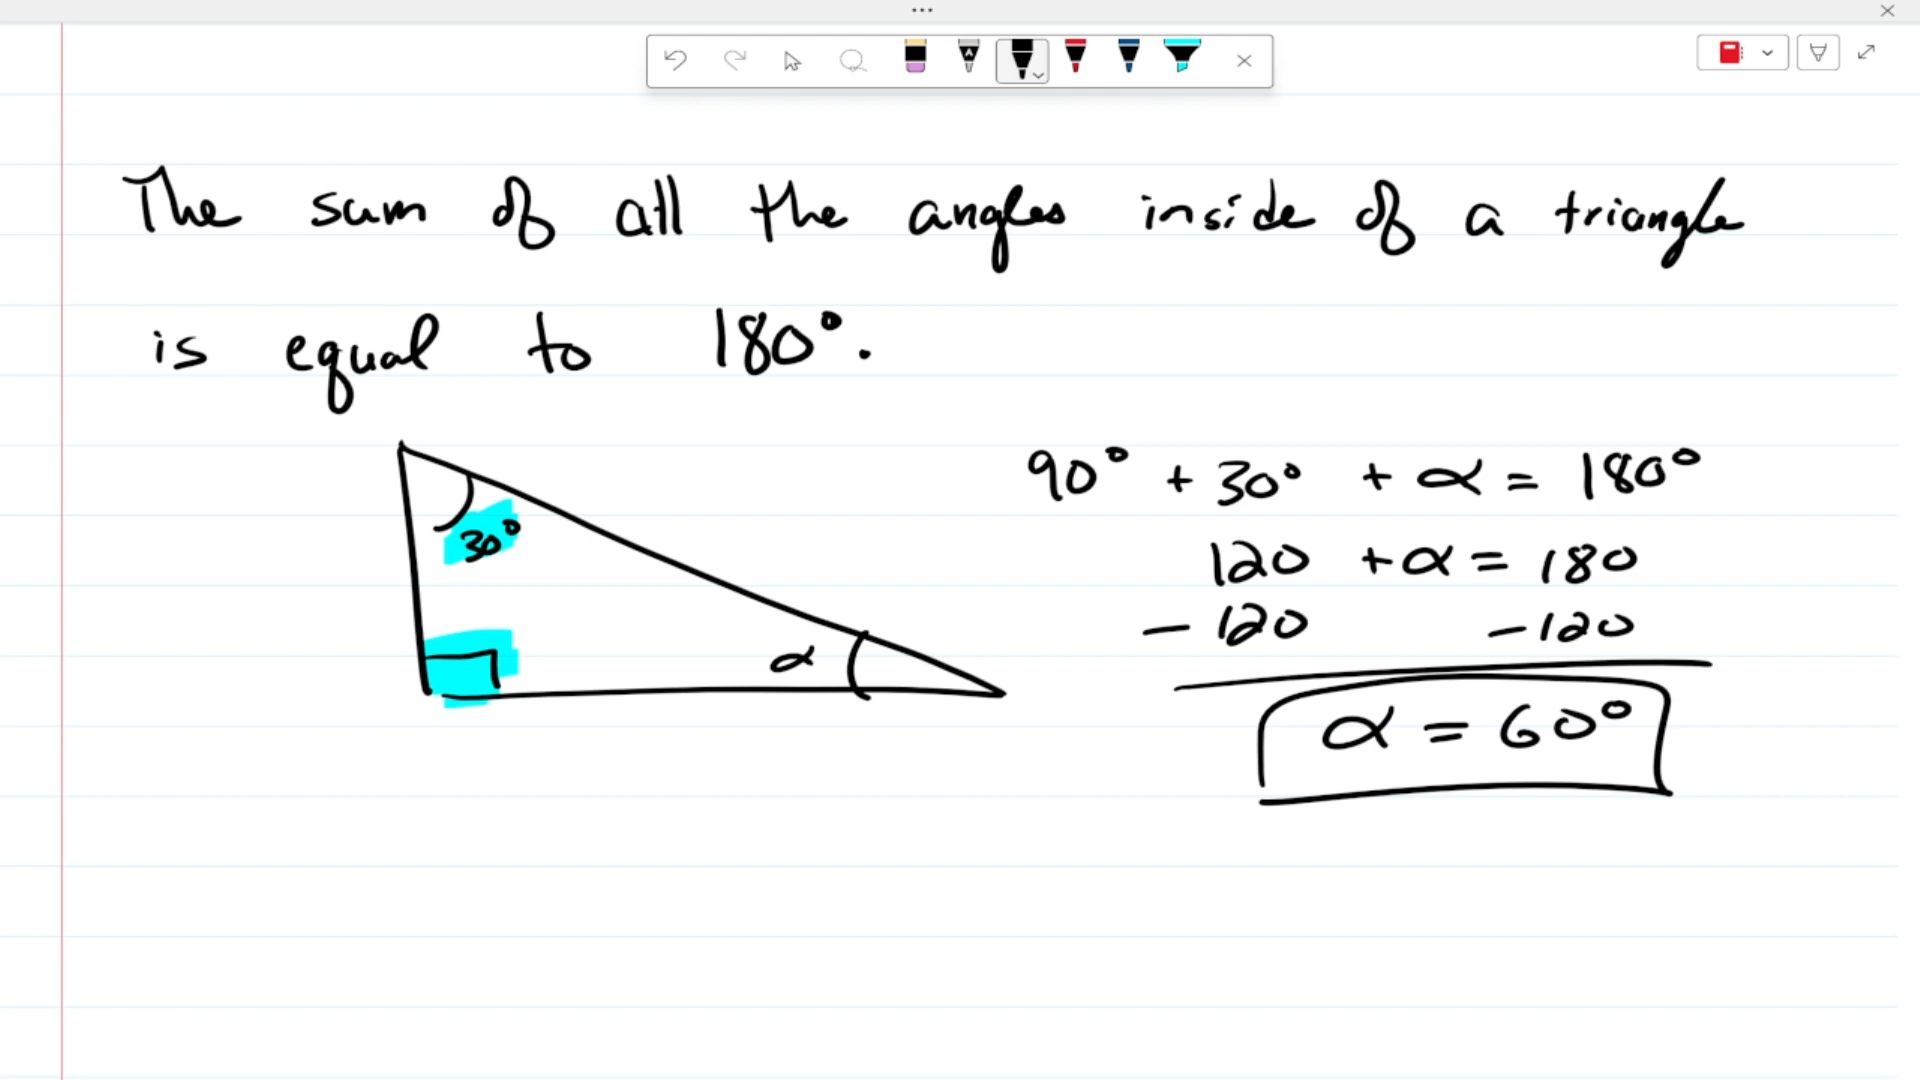 The sum of all the angles inside of a triangle
is equal to 180°.
30°
α
90° + 30° + α = 180°
120 + α = 180
- 120 - 120
α = 60°